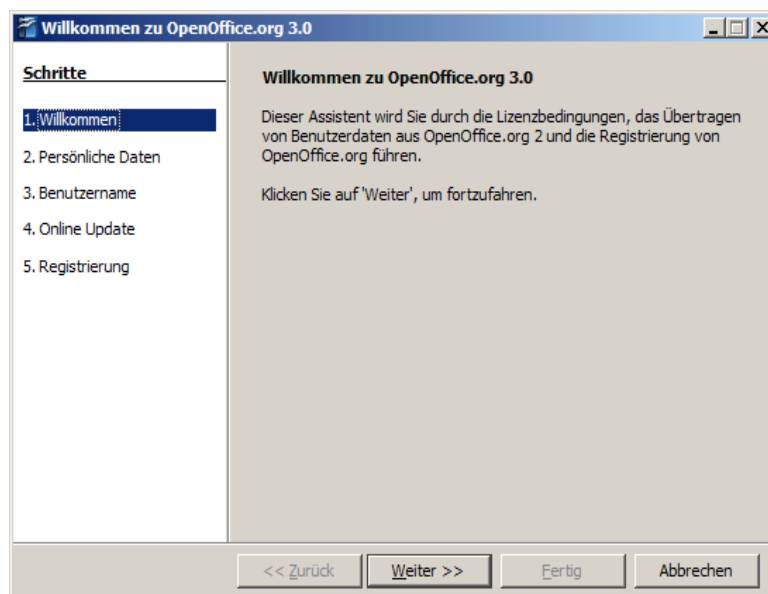 Willkommen zu OpenOffice.org 3.0
Schritte
1. Willkommen
2. Persönliche Daten
3. Benutzername
4. Online Update
5. Registrierung
Willkommen zu OpenOffice.org 3.0
Dieser Assistent wird Sie durch die Lizenzbedingungen, das Übertragen
von Benutzerdaten aus OpenOffice.org 2 und die Registrierung von
OpenOffice.org führen.
Klicken Sie auf 'Weiter', um fortzufahren.
<< Zurück
Weiter >>
Fertig
Abbrechen